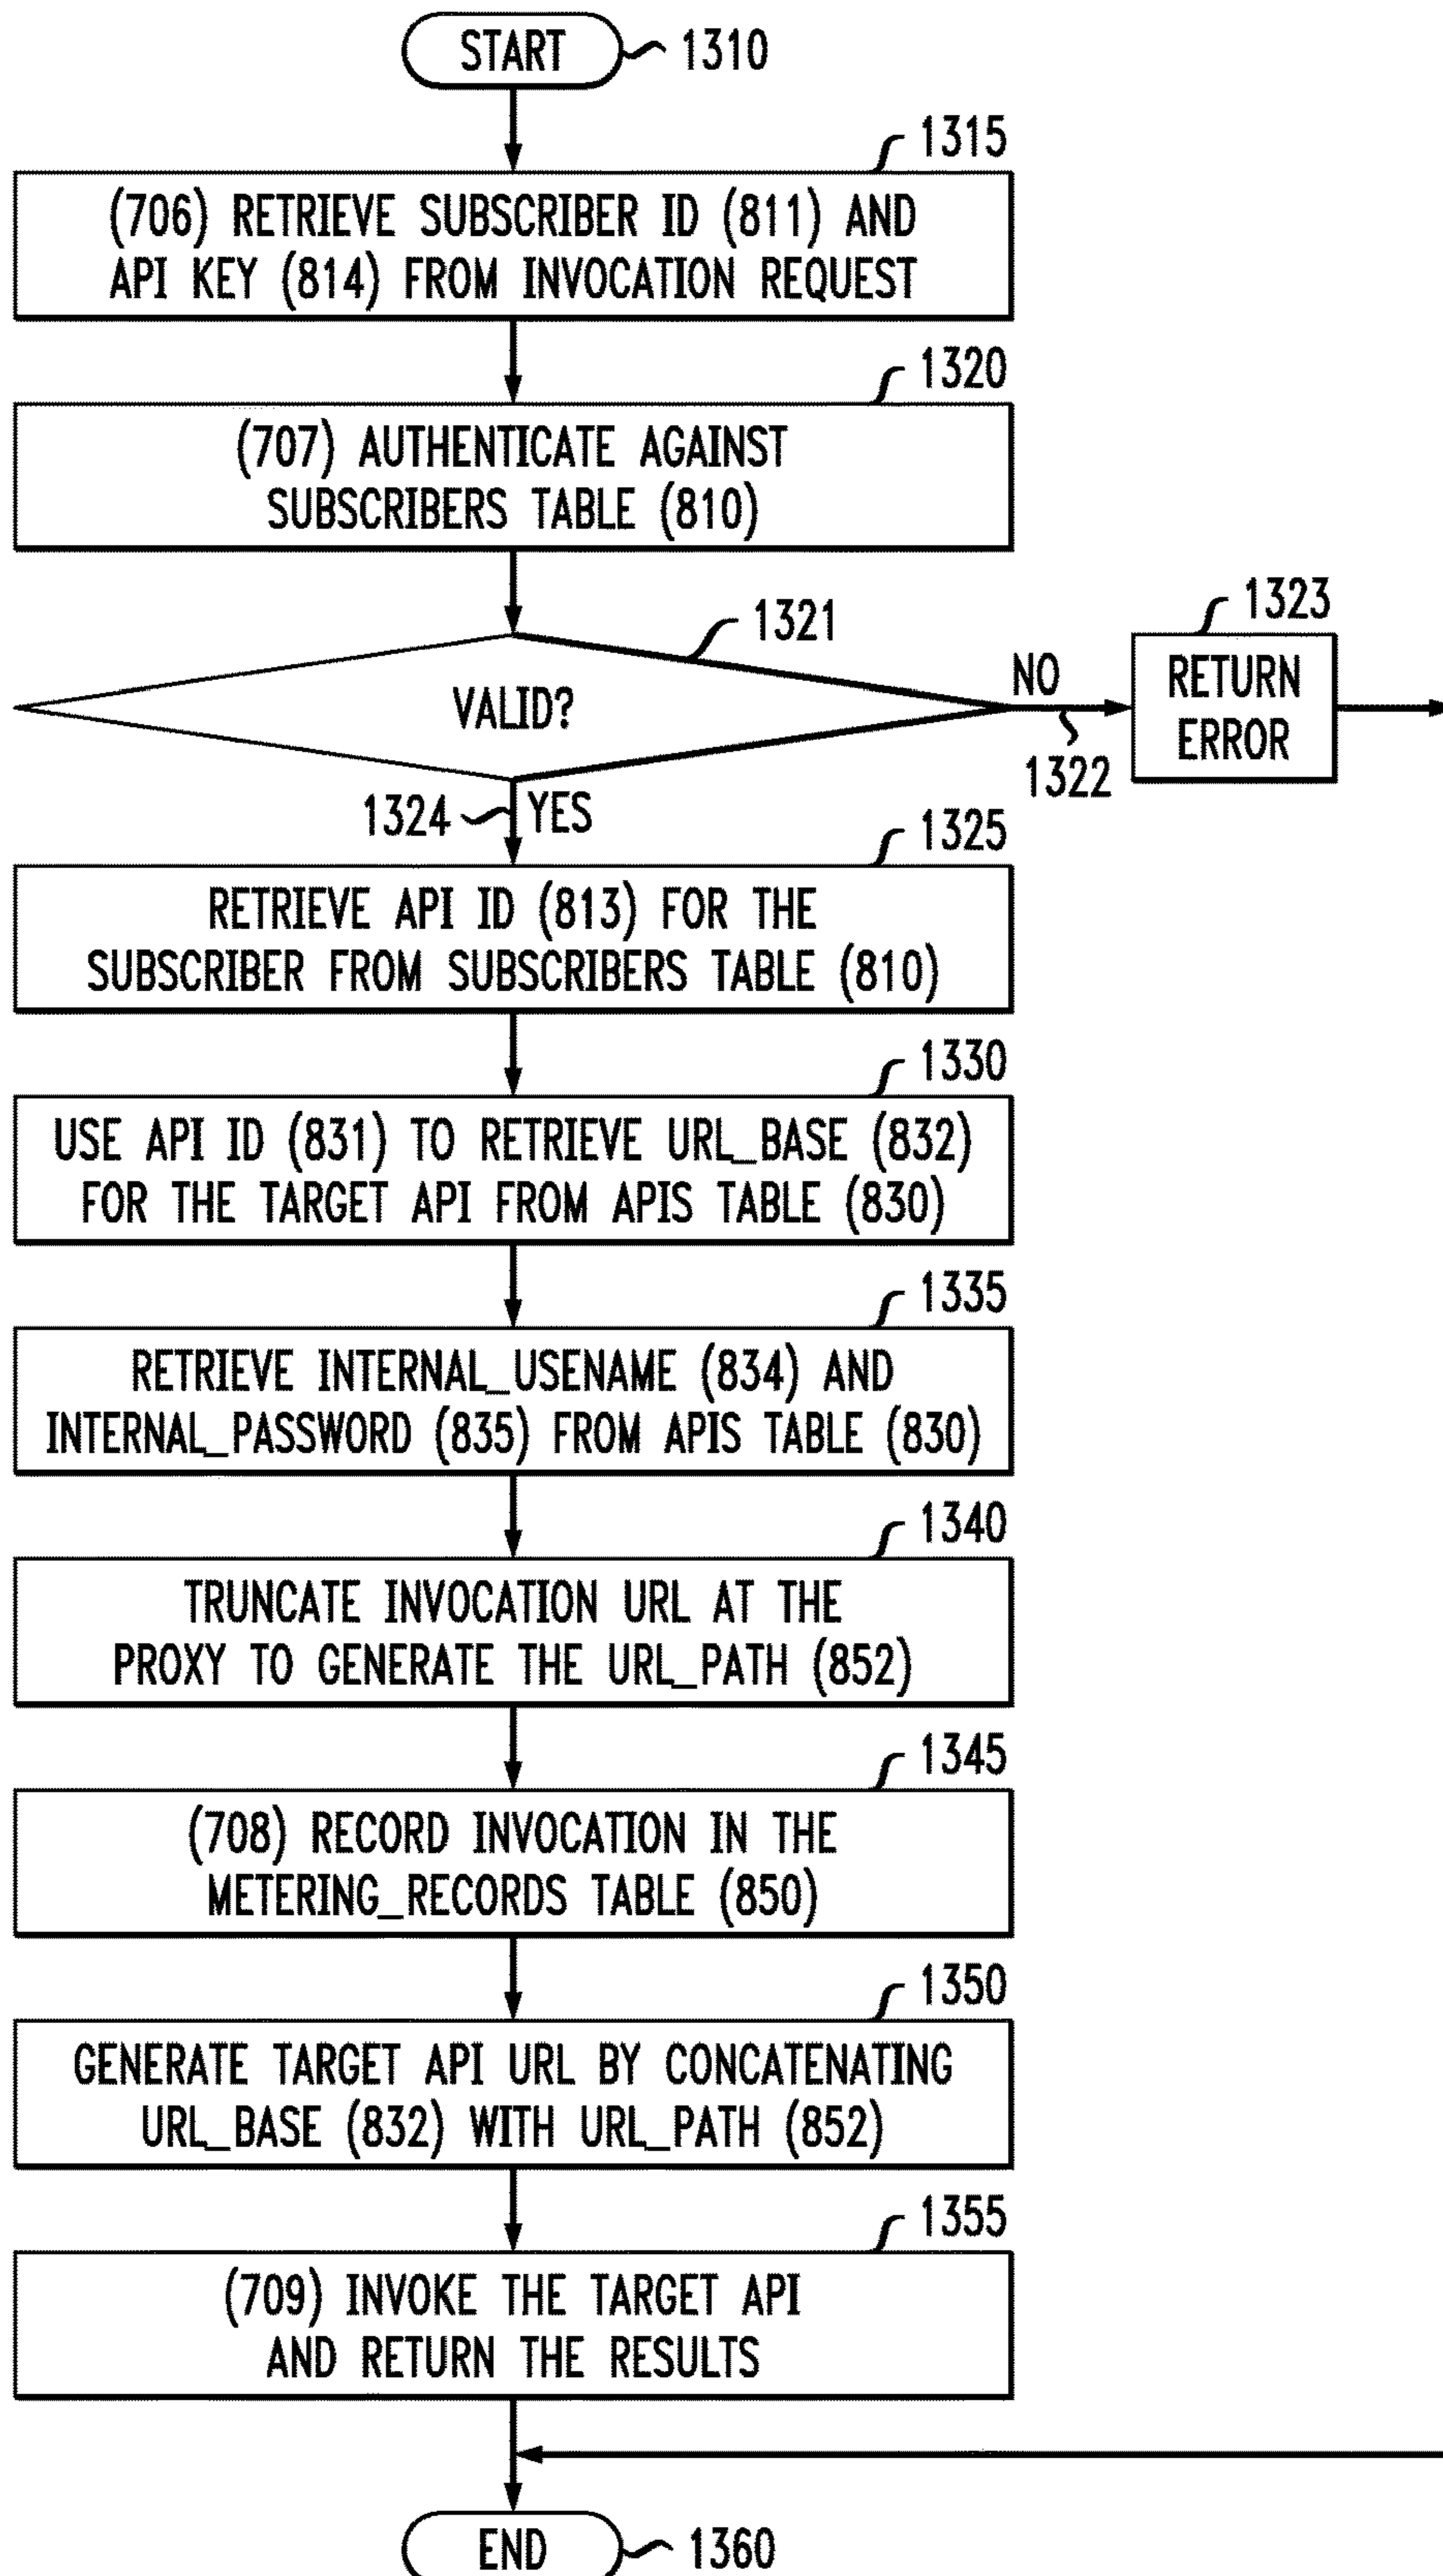 START
1310
1315
(706) RETRIEVE SUBSCRIBER ID (811) AND
API KEY (814) FROM INVOCATION REQUEST
1320
(707) AUTHENTICATE AGAINST
SUBSCRIBERS TABLE (810)
1321
VALID?
NO
1322
1323
RETURN
ERROR
1324
YES
1325
RETRIEVE API ID (813) FOR THE
SUBSCRIBER FROM SUBSCRIBERS TABLE (810)
1330
USE API ID (831) TO RETRIEVE URL_BASE (832)
FOR THE TARGET API FROM APIS TABLE (830)
1335
RETRIEVE INTERNAL_USENAME (834) AND
INTERNAL_PASSWORD (835) FROM APIS TABLE (830)
1340
TRUNCATE INVOCATION URL AT THE
PROXY TO GENERATE THE URL_PATH (852)
1345
(708) RECORD INVOCATION IN THE
METERING_RECORDS TABLE (850)
1350
GENERATE TARGET API URL BY CONCATENATING
URL_BASE (832) WITH URL_PATH (852)
1355
(709) INVOKE THE TARGET API
AND RETURN THE RESULTS
END
1360